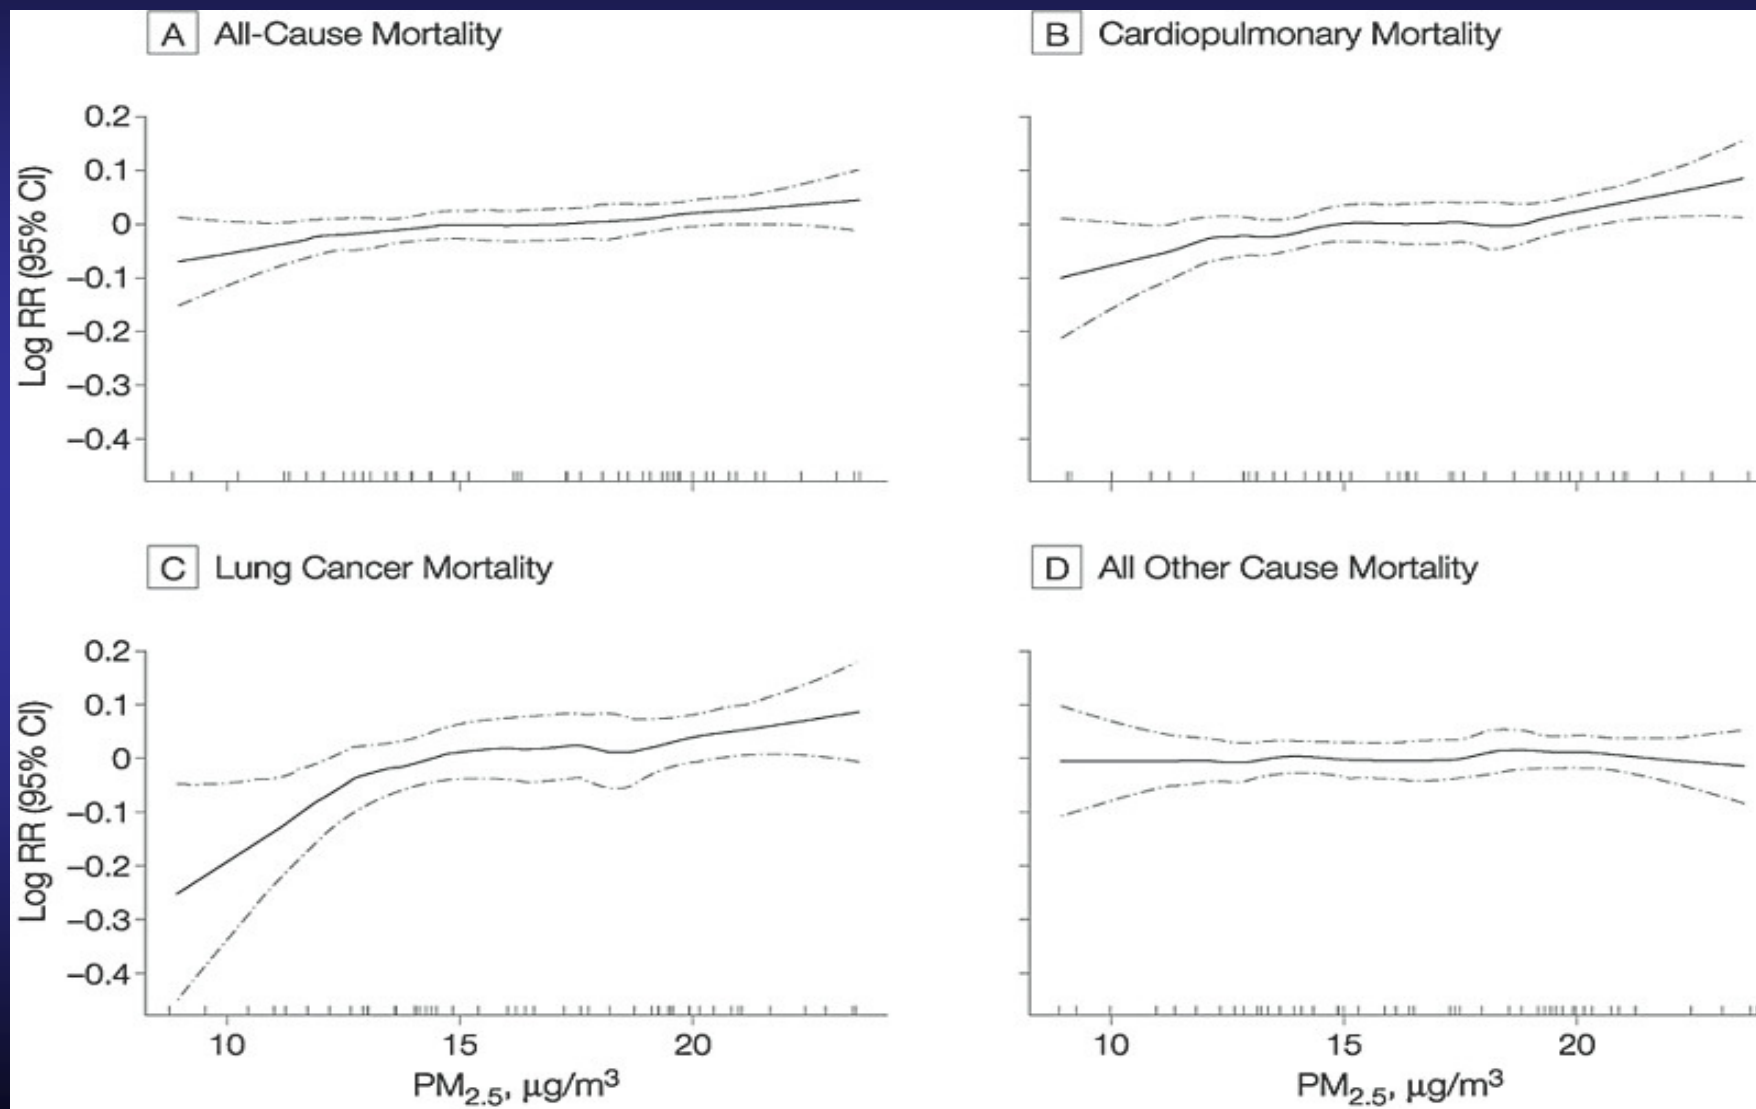 A All-Cause Mortality
B Cardiopulmonary Mortality
Log RR (95% CI)
0.2
0.1
0
−0.1
−0.2
−0.3
−0.4
C Lung Cancer Mortality
D All Other Cause Mortality
Log RR (95% CI)
0.2
0.1
0
−0.1
−0.2
−0.3
−0.4
10 15 20
PM2.5, μg/m³
10 15 20
PM2.5, μg/m³